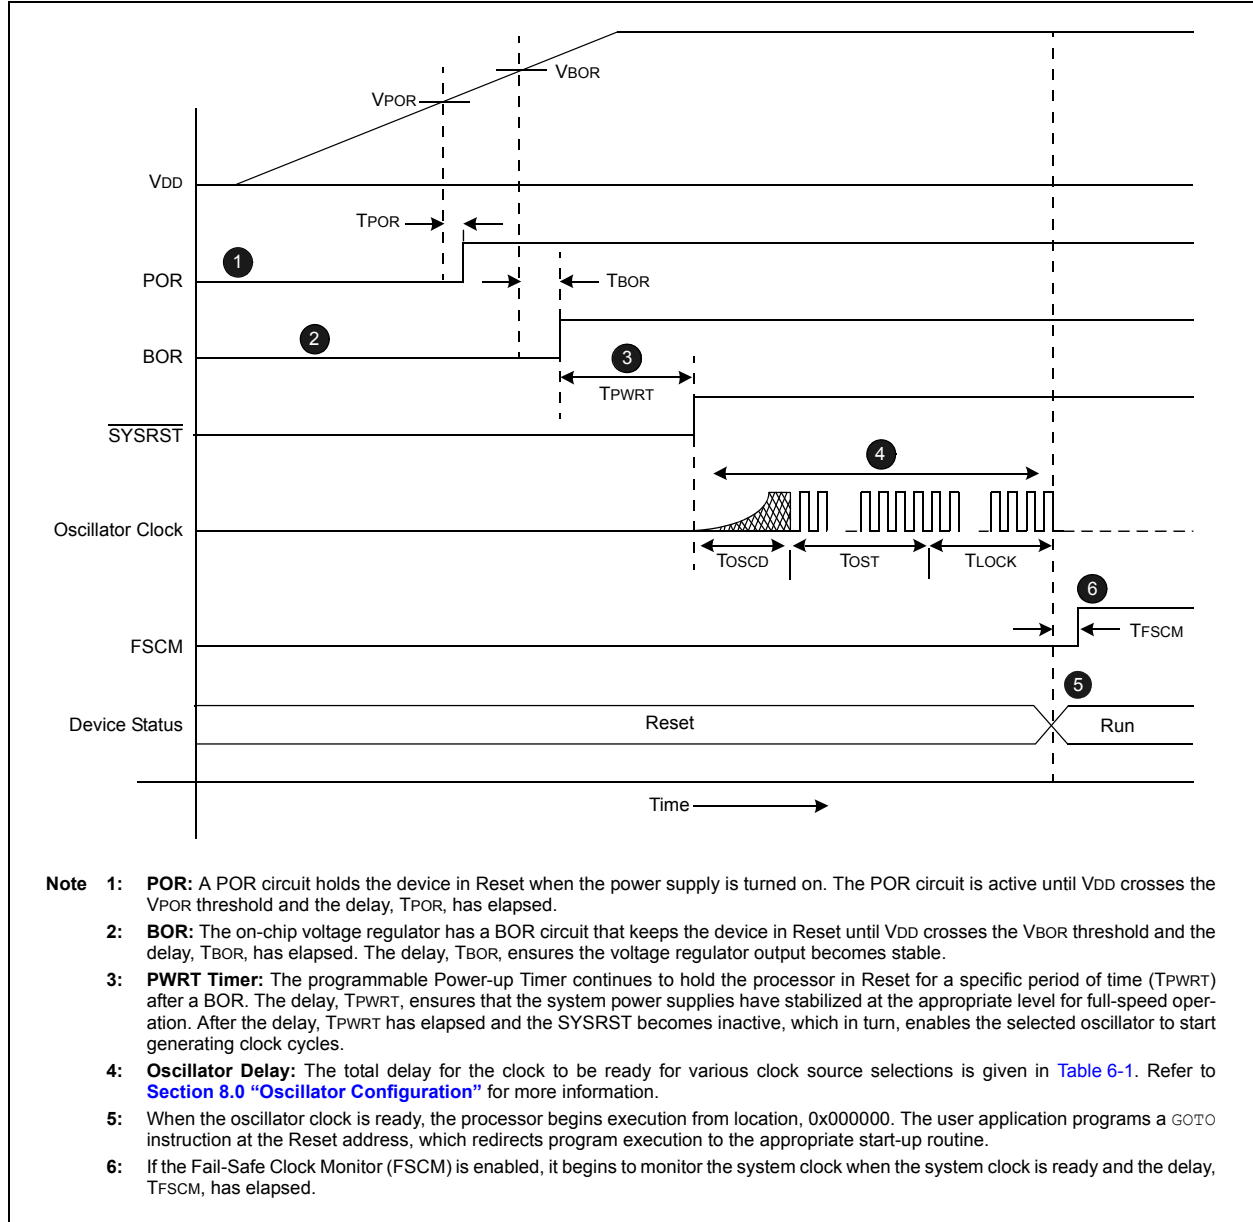 VBOR
VPOR
VDD
TPOR
1
POR
TBOR
2
BOR
3
TPWRT
SYSRST
4
Oscillator Clock
TOSCD
TOST
TLOCK
6
TFSCM
FSCM
5
Device Status
Reset
Run
Time
Note 1: POR: A POR circuit holds the device in Reset when the power supply is turned on. The POR circuit is active until VDD crosses the
VPOR threshold and the delay, TPOR, has elapsed.
2: BOR: The on-chip voltage regulator has a BOR circuit that keeps the device in Reset until VDD crosses the VBOR threshold and the
delay, TBOR, has elapsed. The delay, TBOR, ensures the voltage regulator output becomes stable.
3: PWRT Timer: The programmable Power-up Timer continues to hold the processor in Reset for a specific period of time (TPWRT)
after a BOR. The delay, TPWRT, ensures that the system power supplies have stabilized at the appropriate level for full-speed oper-
ation. After the delay, TPWRT has elapsed and the SYSRST becomes inactive, which in turn, enables the selected oscillator to start
generating clock cycles.
4: Oscillator Delay: The total delay for the clock to be ready for various clock source selections is given in Table 6-1. Refer to
Section 8.0 “Oscillator Configuration” for more information.
5: When the oscillator clock is ready, the processor begins execution from location, 0x000000. The user application programs a GOTO
instruction at the Reset address, which redirects program execution to the appropriate start-up routine.
6: If the Fail-Safe Clock Monitor (FSCM) is enabled, it begins to monitor the system clock when the system clock is ready and the delay,
TFSCM, has elapsed.